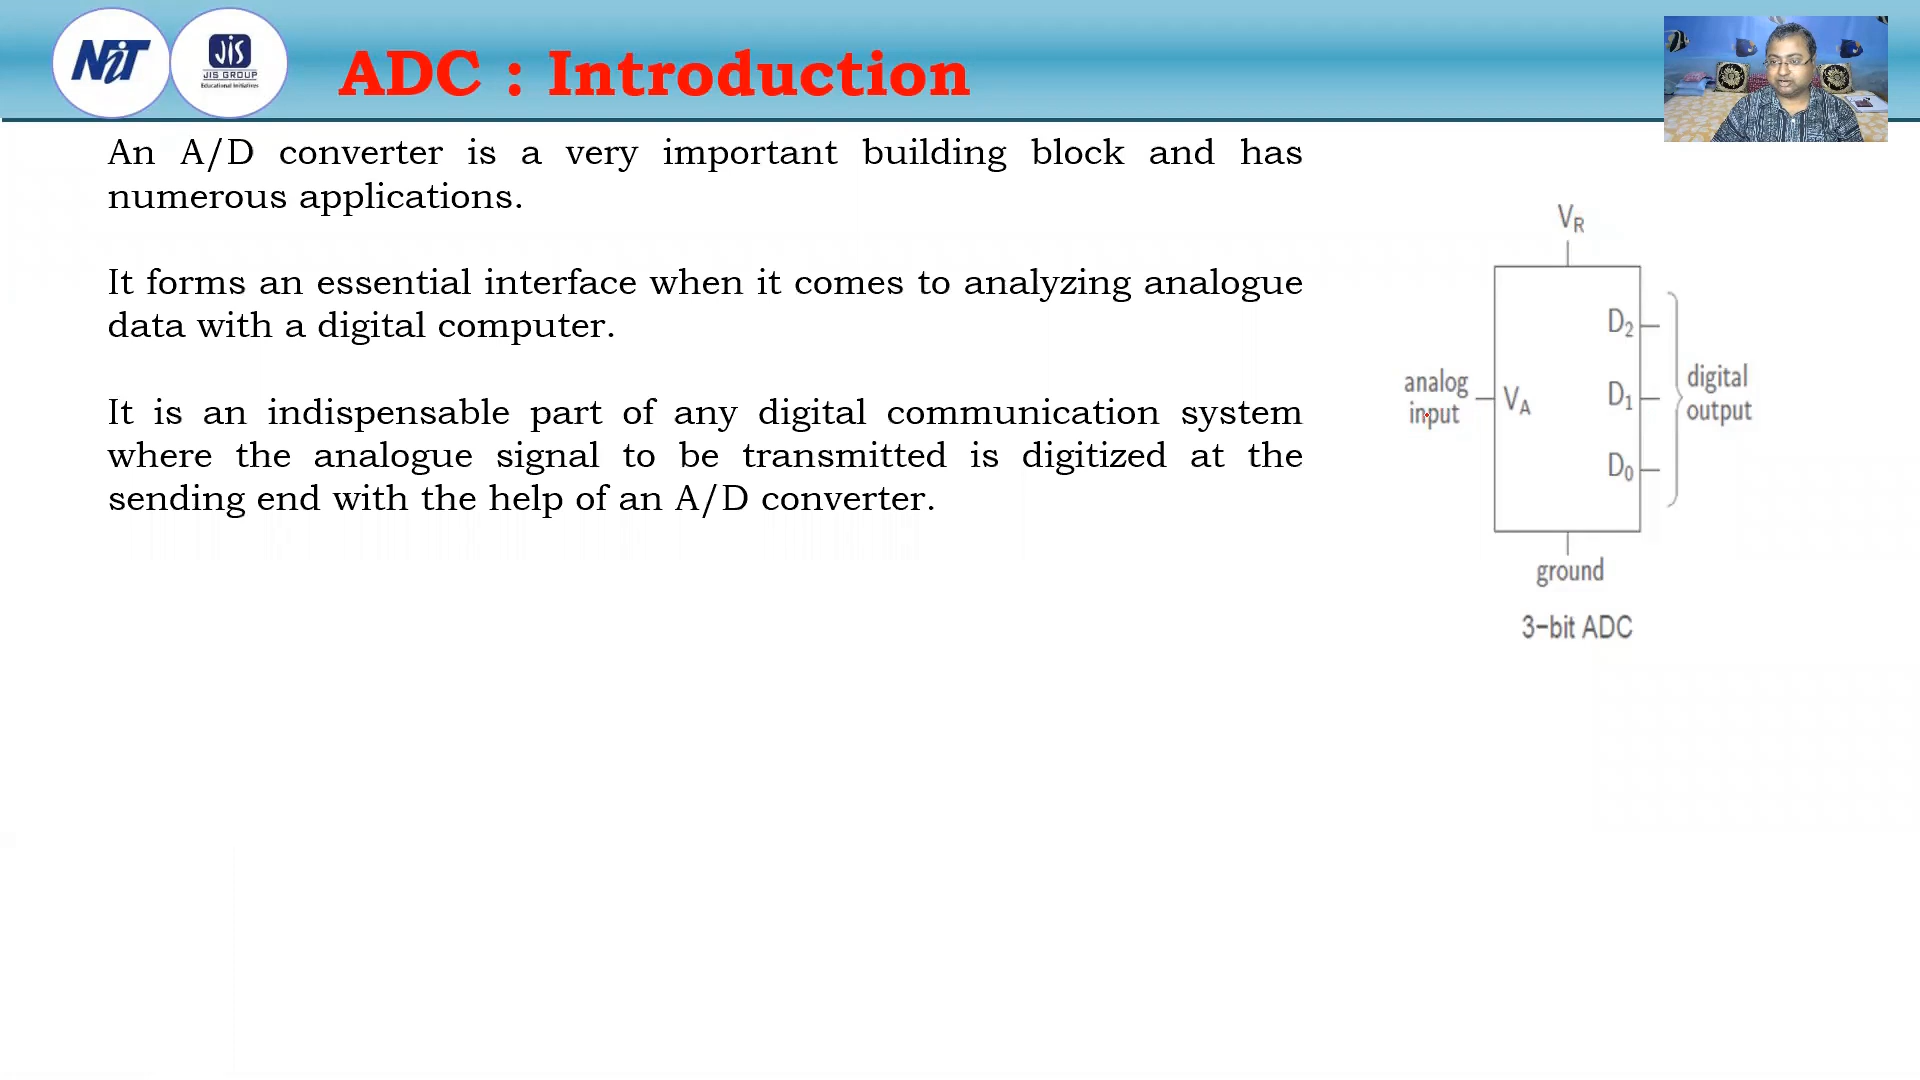 NiT
JIS
JIS GROUP
Educational Initiatives
ADC : Introduction
An A/D converter is a very important building block and has
numerous applications.
It forms an essential interface when it comes to analyzing analogue
data with a digital computer.
It is an indispensable part of any digital communication system
where the analogue signal to be transmitted is digitized at the
sending end with the help of an A/D converter.
VR
D2
analog
input
VA
D1
digital
output
D0
ground
3-bit ADC